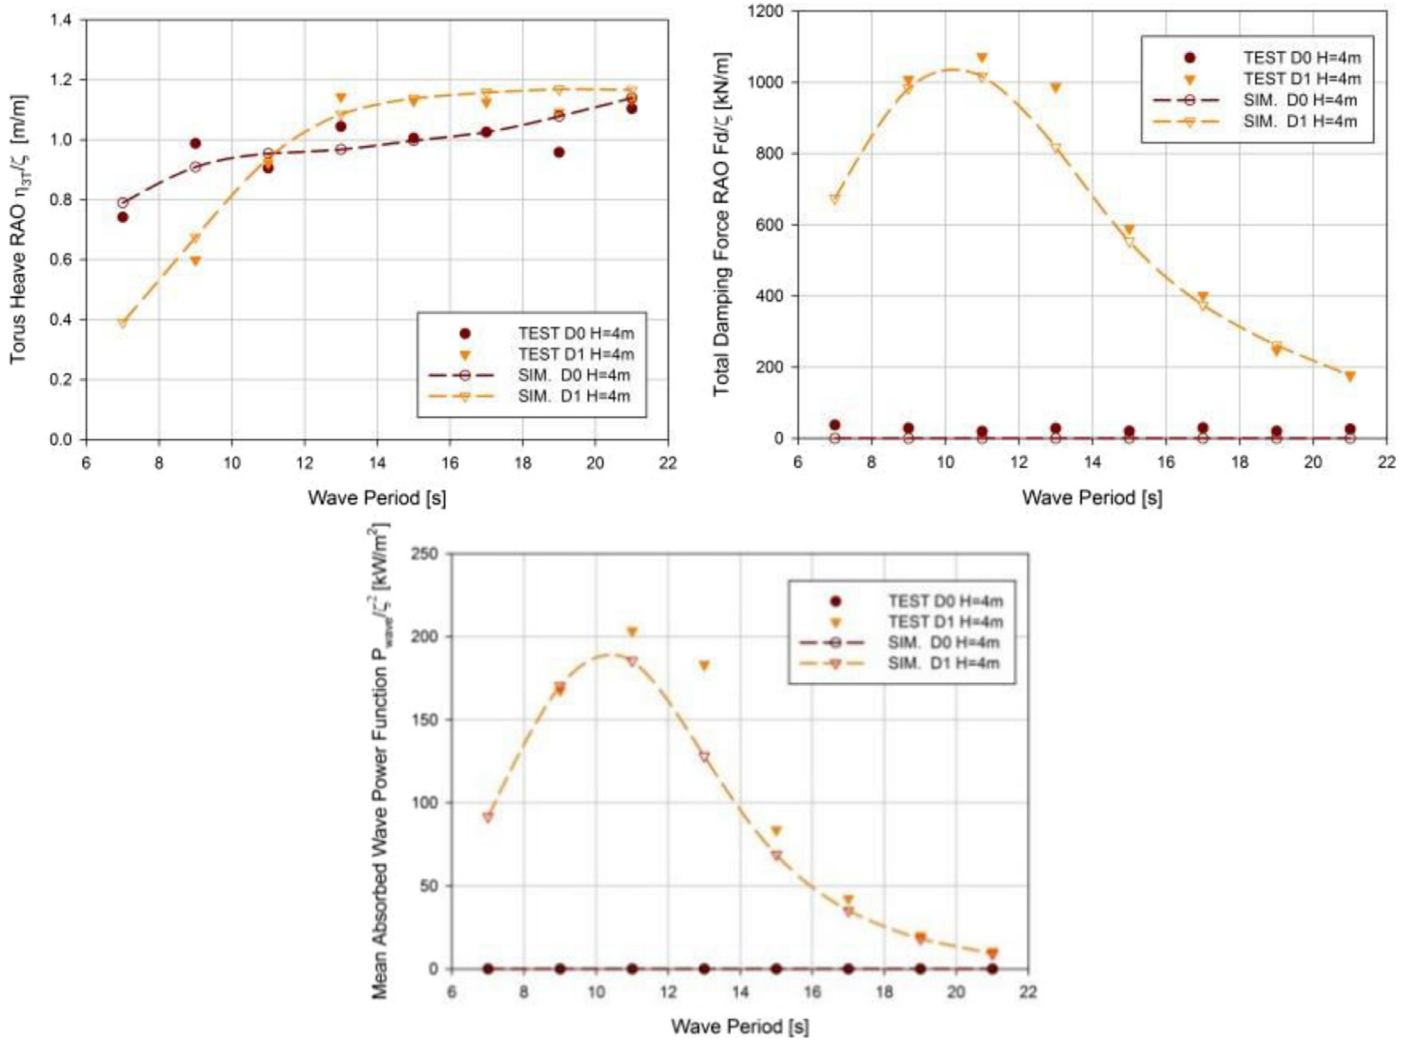 Torus Heave RAO η3T/ζ [m/m]
1.4
1.2
1.0
0.8
0.6
0.4
0.2
0.0
TEST D0 H=4m
TEST D1 H=4m
SIM. D0 H=4m
SIM. D1 H=4m
6 8 10 12 14 16 18 20 22
Wave Period [s]
Total Damping Force RAO Fd/ζ [kN/m]
1200
1000
800
600
400
200
0
TEST D0 H=4m
TEST D1 H=4m
SIM. D0 H=4m
SIM. D1 H=4m
6 8 10 12 14 16 18 20 22
Wave Period [s]
Mean Absorbed Wave Power Function Pwave/ζ² [kW/m²]
250
200
150
100
50
0
TEST D0 H=4m
TEST D1 H=4m
SIM. D0 H=4m
SIM. D1 H=4m
6 8 10 12 14 16 18 20 22
Wave Period [s]